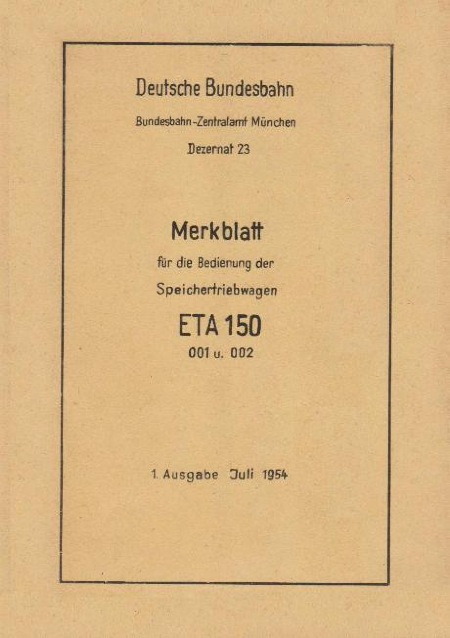 Deutsche Bundesbahn
Bundesbahn-Zentralamt München
Dezernat 23
Merkblatt
für die Bedienung der
Speichertriebwagen
ETA 150
001 u. 002
1. Ausgabe Juli 1954